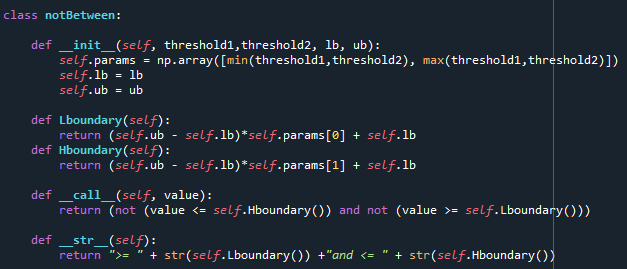 class notBetween:
def __init__(self, threshold1,threshold2, lb, ub):
self.params = np.array([min(threshold1,threshold2), max(threshold1,threshold2)])
self.lb = lb
self.ub = ub
def Lboundary(self):
return (self.ub - self.lb)*self.params[0] + self.lb
def Hboundary(self):
return (self.ub - self.lb)*self.params[1] + self.lb
def __call__(self, value):
return (not (value <= self.Hboundary()) and not (value >= self.Lboundary()))
def __str__(self):
return ">= " + str(self.Lboundary()) +"and <= " + str(self.Hboundary())